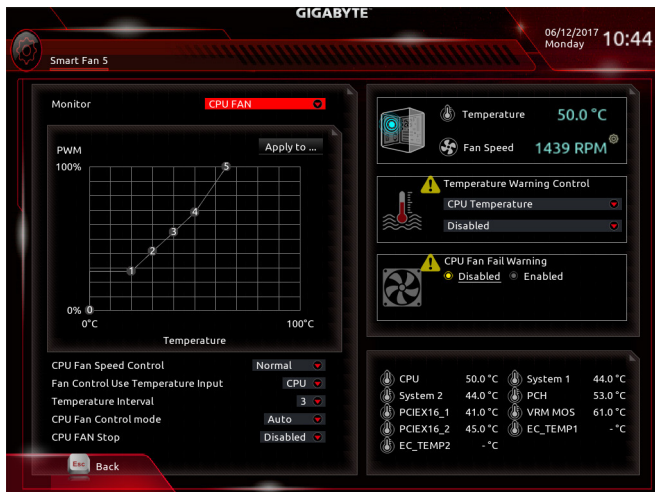 GIGABYTE™
06/12/2017 10:44
Monday
Smart Fan 5
Monitor CPU FAN
PWM Apply to ...
100%
5
4
3
2
1
0% 0
0°C 100°C
Temperature
CPU Fan Speed Control Normal
Fan Control Use Temperature Input CPU
Temperature Interval 3
CPU Fan Control mode Auto
CPU FAN Stop Disabled
Esc Back
Temperature 50.0 °C
Fan Speed 1439 RPM
Temperature Warning Control
CPU Temperature
Disabled
CPU Fan Fail Warning
Disabled Enabled
CPU 50.0 °C System 1 44.0 °C
System 2 44.0 °C PCH 53.0 °C
PCIEX16_1 41.0 °C VRM MOS 61.0 °C
PCIEX16_2 45.0 °C EC_TEMP1 - °C
EC_TEMP2 - °C